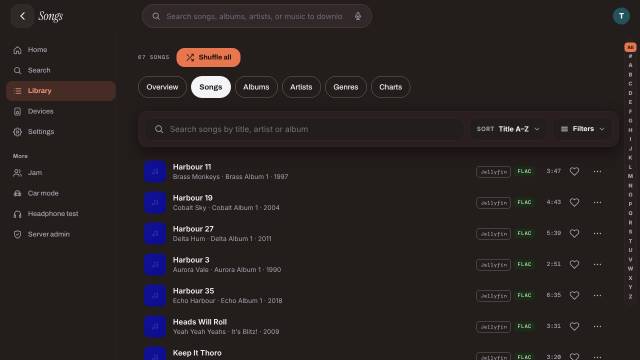 Songs
Search songs, albums, artists, or music to downlo
T
Home
Search
Library
Devices
Settings
More
Jam
Car mode
Headphone test
Server admin
67 SONGS
Shuffle all
Overview
Songs
Albums
Artists
Genres
Charts
Search songs by title, artist or album
SORT Title A–Z
Filters
Harbour 11
Brass Monkeys · Brass Album 1 · 1997
Jellyfin FLAC 3:47
Harbour 19
Cobalt Sky · Cobalt Album 1 · 2004
Jellyfin FLAC 4:43
Harbour 27
Delta Hum · Delta Album 1 · 2011
Jellyfin FLAC 5:39
Harbour 3
Aurora Vale · Aurora Album 1 · 1990
Jellyfin FLAC 2:51
Harbour 35
Echo Harbour · Echo Album 1 · 2018
Jellyfin FLAC 6:35
Heads Will Roll
Yeah Yeah Yeahs · It's Blitz! · 2009
Jellyfin FLAC 3:31
Keep It Thoro
Jellyfin FLAC 3:20
All
#
A
B
C
D
E
F
G
H
I
J
K
L
M
N
O
P
Q
R
S
T
U
V
W
X
Y
Z